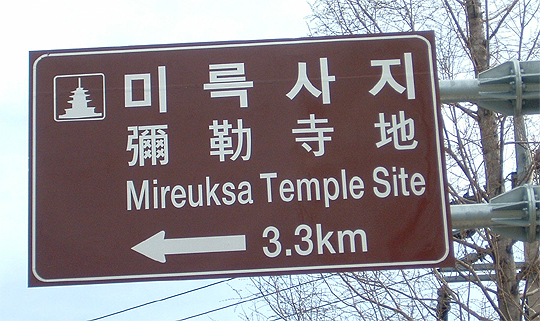 미륵사지
彌勒寺地
Mireuksa Temple Site
3.3km